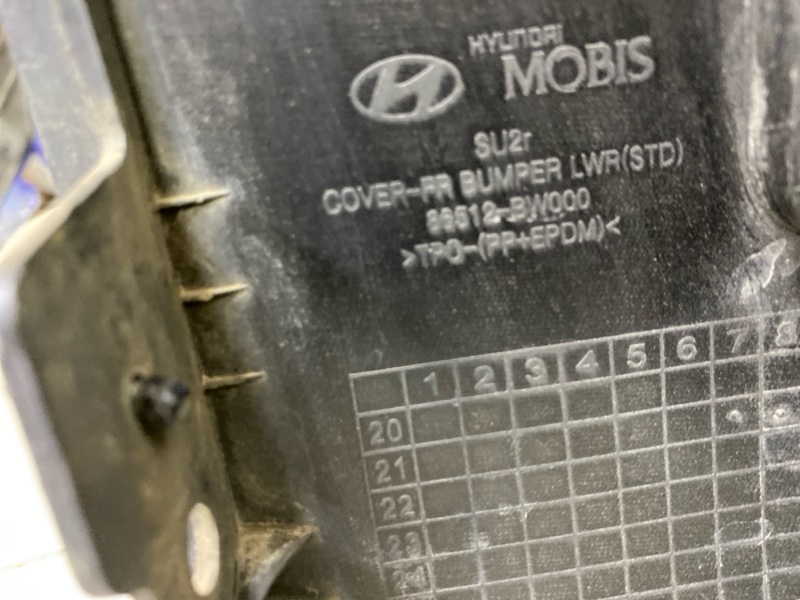 HYUNDAI
MOBIS
SU2r
COVER-FR BUMPER LWR(STD)
86512-BW000
>TPO-(PP+EPDM)<
1 2 3 4 5 6 7 8
20
21
22
23
24